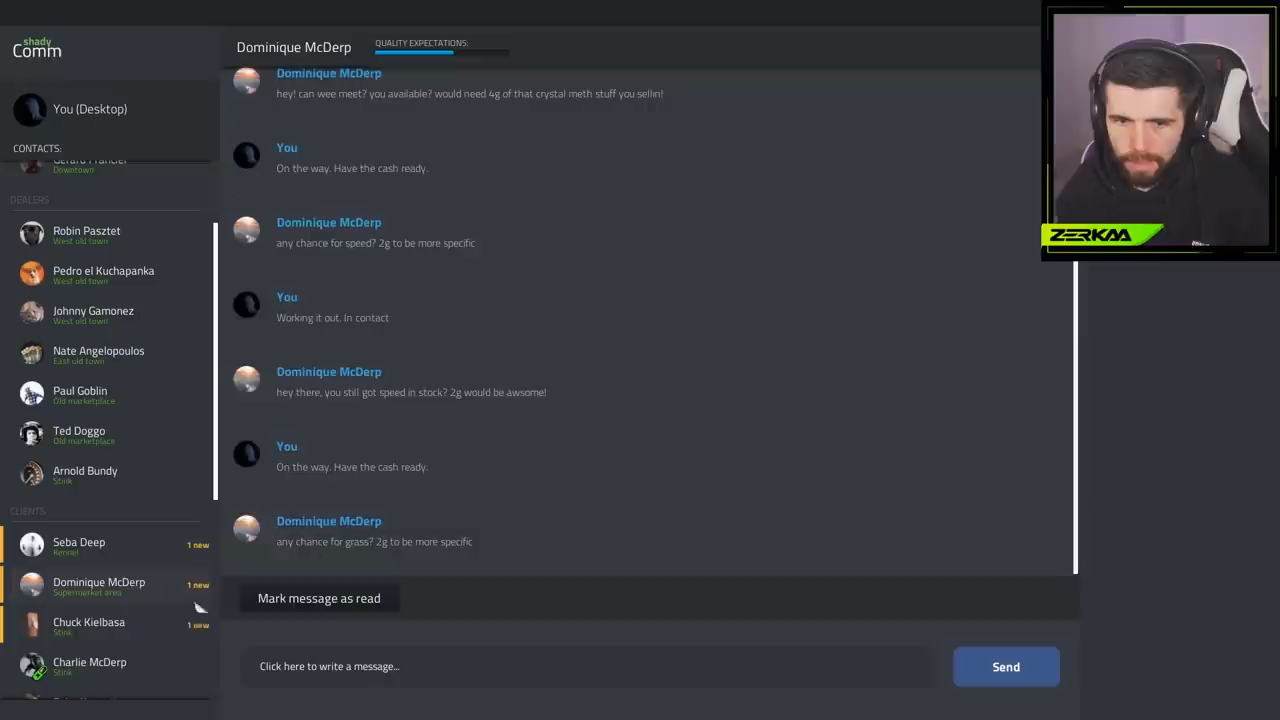 shady
Comm
You (Desktop)
CONTACTS:
Gerard Francier
Downtown
DEALERS
Robin Pasztet
West old town
Pedro el Kuchapanka
West old town
Johnny Gamonez
West old town
Nate Angelopoulos
East old town
Paul Goblin
Old marketplace
Ted Doggo
Old marketplace
Arnold Bundy
Stink
CLIENTS
Seba Deep
Kennel
1 new
Dominique McDerp
Supermarket area
1 new
Chuck Kielbasa
Stink
1 new
Charlie McDerp
Stink
Dominique McDerp
QUALITY EXPECTATIONS:
Dominique McDerp
hey! can wee meet? you available? would need 4g of that crystal meth stuff you sellin!
You
On the way. Have the cash ready.
Dominique McDerp
any chance for speed? 2g to be more specific
You
Working it out. In contact
Dominique McDerp
hey there, you still got speed in stock? 2g would be awsome!
You
On the way. Have the cash ready.
Dominique McDerp
any chance for grass? 2g to be more specific
Mark message as read
Click here to write a message...
Send
ZERKAA